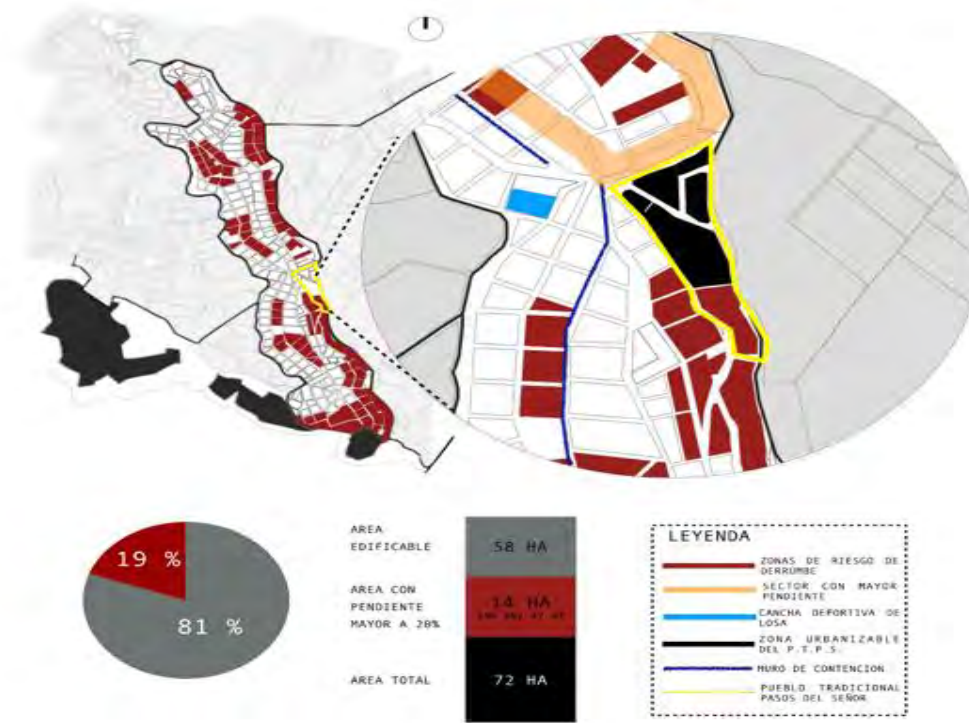 19 %
81 %
AREA
EDIFICABLE
58 HA
AREA CON
PENDIENTE
MAYOR A 20%
14 HA
AREA TOTAL
72 HA
LEYENDA
ZONAS DE RIESGO DE
DERRUMBE
SECTOR CON MAYOR
PENDIENTE
CANCHA DEPORTIVA DE
LOSA
ZONA URBANIZABLE
DEL P.T.P.S.
MURO DE CONTENCION
PUEBLO TRADICIONAL
PASOS DEL SEÑOR